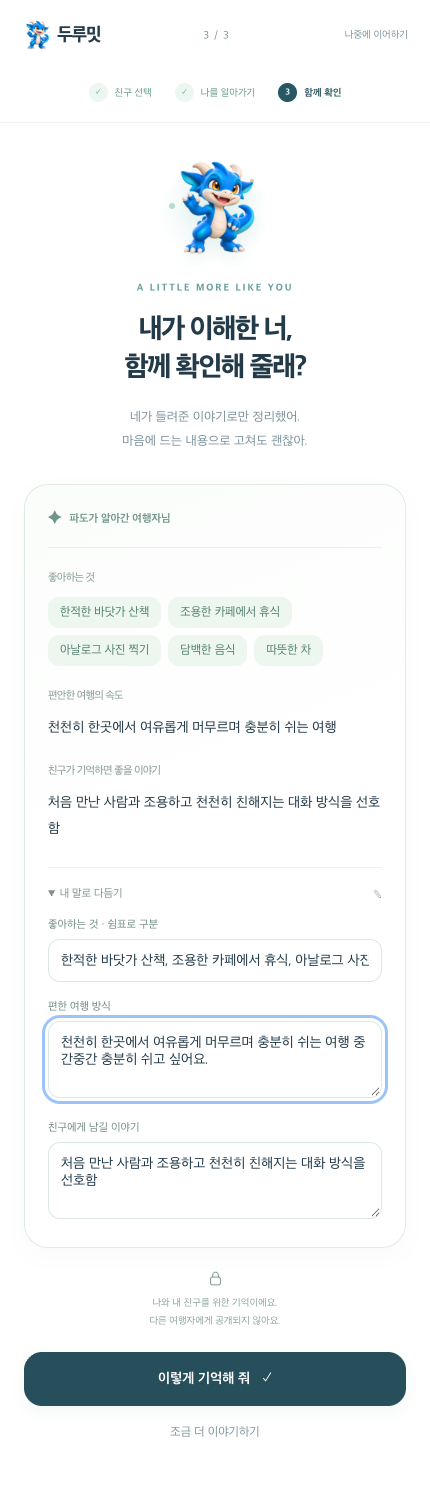 두루밋
3 / 3
나중에 이어하기
✓ 친구 선택
✓ 나를 알아가기
3 함께 확인
A LITTLE MORE LIKE YOU
내가 이해한 너,
함께 확인해 줄래?
네가 들려준 이야기로만 정리했어.
마음에 드는 내용으로 고쳐도 괜찮아.
파도가 알아간 여행자님
좋아하는 것
한적한 바닷가 산책
조용한 카페에서 휴식
아날로그 사진 찍기
담백한 음식
따뜻한 차
편안한 여행의 속도
천천히 한곳에서 여유롭게 머무르며 충분히 쉬는 여행
친구가 기억하면 좋을 이야기
처음 만난 사람과 조용하고 천천히 친해지는 대화 방식을 선호
함
▼ 내 말로 다듬기
좋아하는 것 · 쉼표로 구분
한적한 바닷가 산책, 조용한 카페에서 휴식, 아날로그 사진
편한 여행 방식
천천히 한곳에서 여유롭게 머무르며 충분히 쉬는 여행 중
간중간 충분히 쉬고 싶어요.
친구에게 남길 이야기
처음 만난 사람과 조용하고 천천히 친해지는 대화 방식을
선호함
나와 내 친구를 위한 기억이에요.
다른 여행자에게 공개되지 않아요.
이렇게 기억해 줘 ✓
조금 더 이야기하기